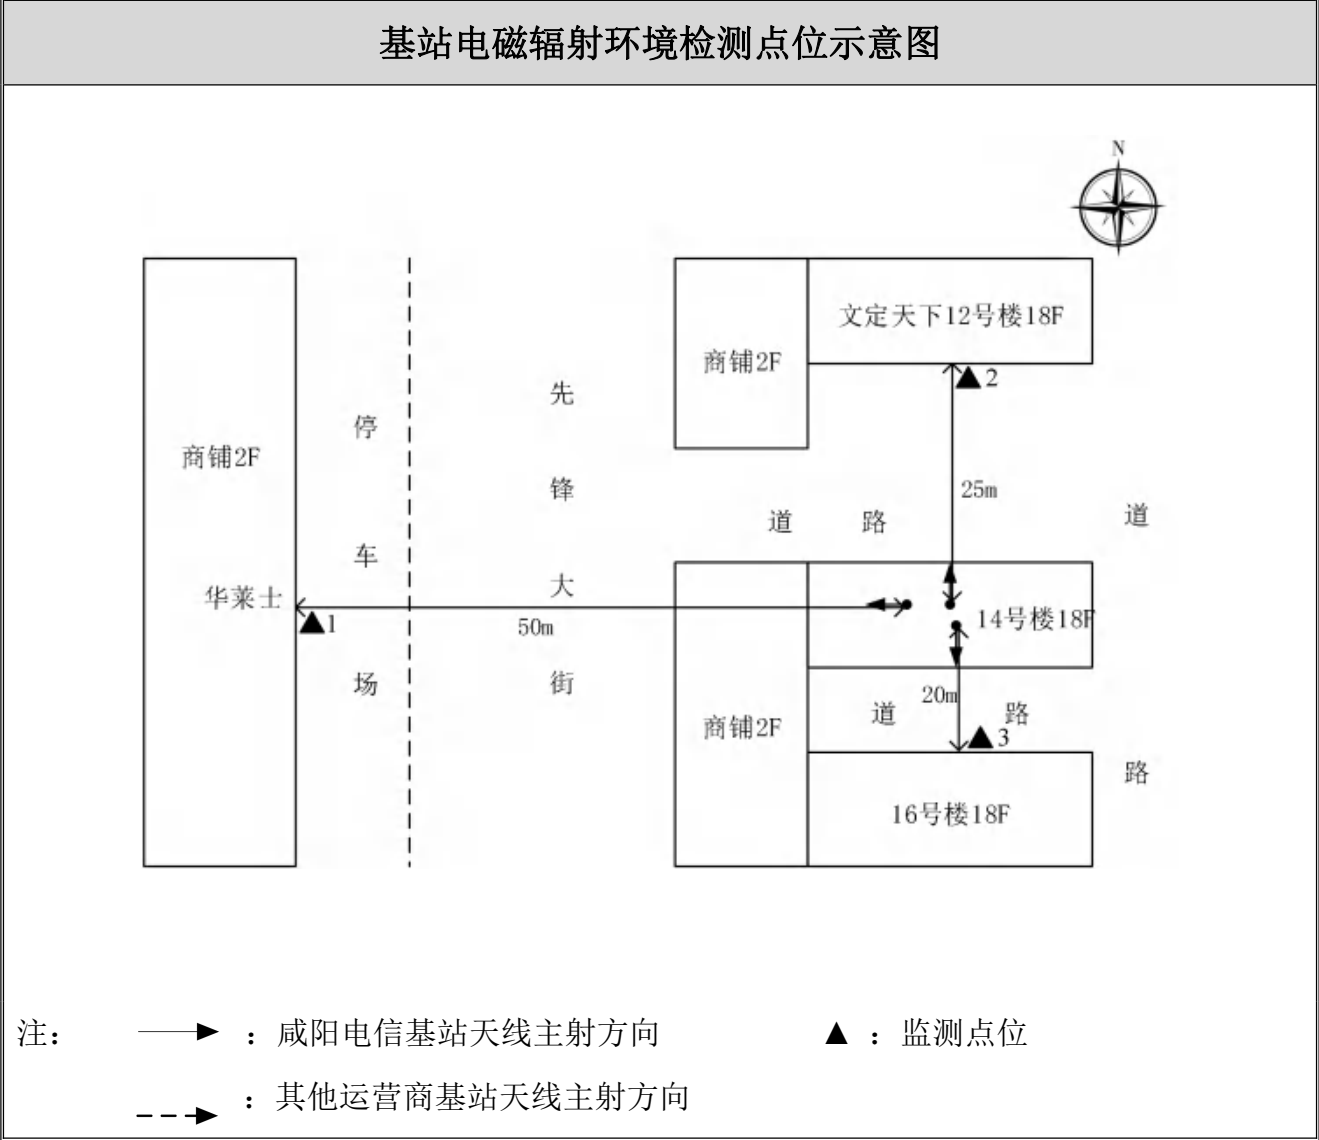 基站电磁辐射环境检测点位示意图
N
文定天下12号楼18F
商铺2F
▲2
先锋大街
停车场
商铺2F
25m
道路
道路
华莱士
▲1
50m
14号楼18F
20m
道路
商铺2F
▲3
16号楼18F
注：
：咸阳电信基站天线主射方向
▲：监测点位
：其他运营商基站天线主射方向